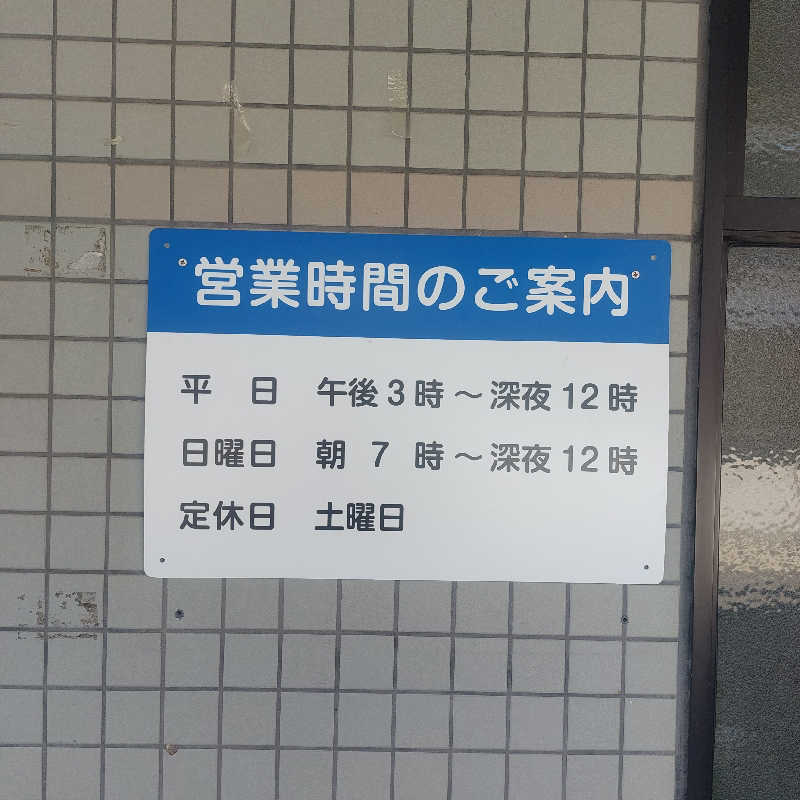 営業時間のご案内
平　日　午後3時～深夜12時
日曜日　朝 7 時～深夜12時
定休日　土曜日